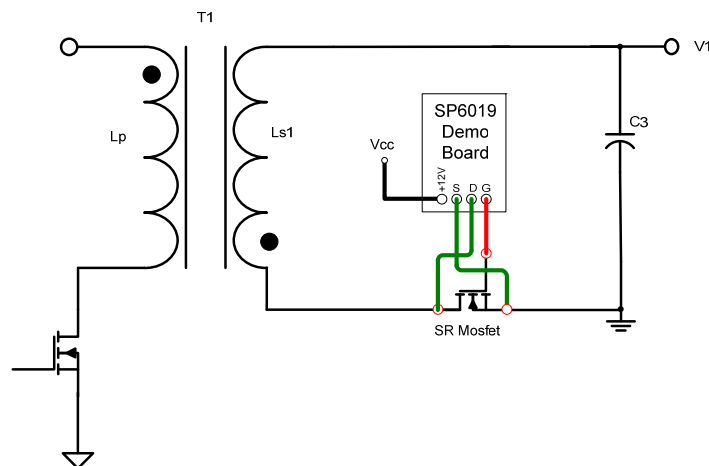 T1
V1
SP6019
Demo
Board
C3
Lp
Ls1
Vcc
+12V
S
D
G
SR Mosfet